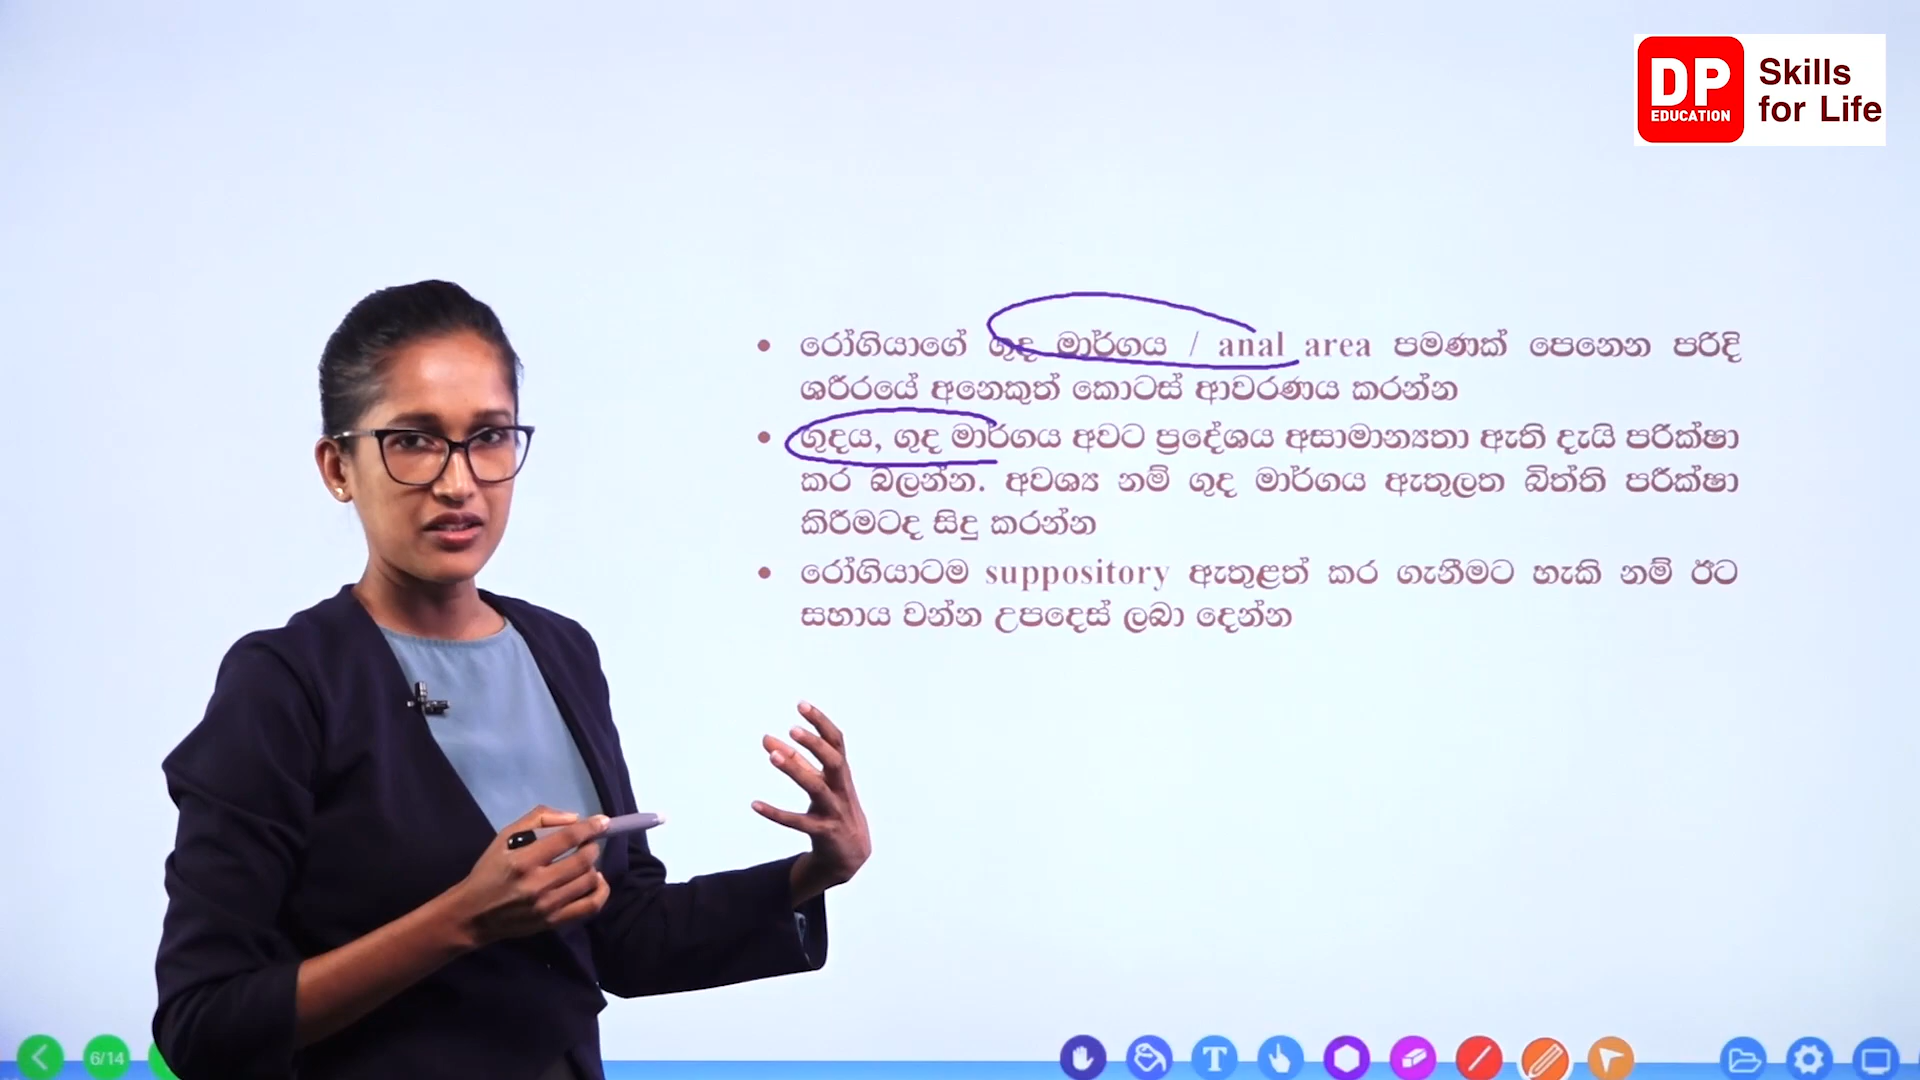 DP
EDUCATION
Skills
for Life
• රෝගියාගේ ගුද මාර්ගය / anal area පමණක් පෙනෙන පරිදි
ශරීරයේ අනෙකුත් කොටස් ආවරණය කරන්න
• ගුදය, ගුද මාර්ගය අවට ප්‍රදේශය අසාමාන්‍යතා ඇති දැයි පරික්ෂා
කර බලන්න. අවශ්‍ය නම් ගුද මාර්ගය ඇතුලත බිත්ති පරීක්ෂා
කිරීමටද සිදු කරන්න
• රෝගියාටම suppository ඇතුළත් කර ගැනීමට හැකි නම් ඊට
සහාය වන්න උපදෙස් ලබා දෙන්න
6/14
T